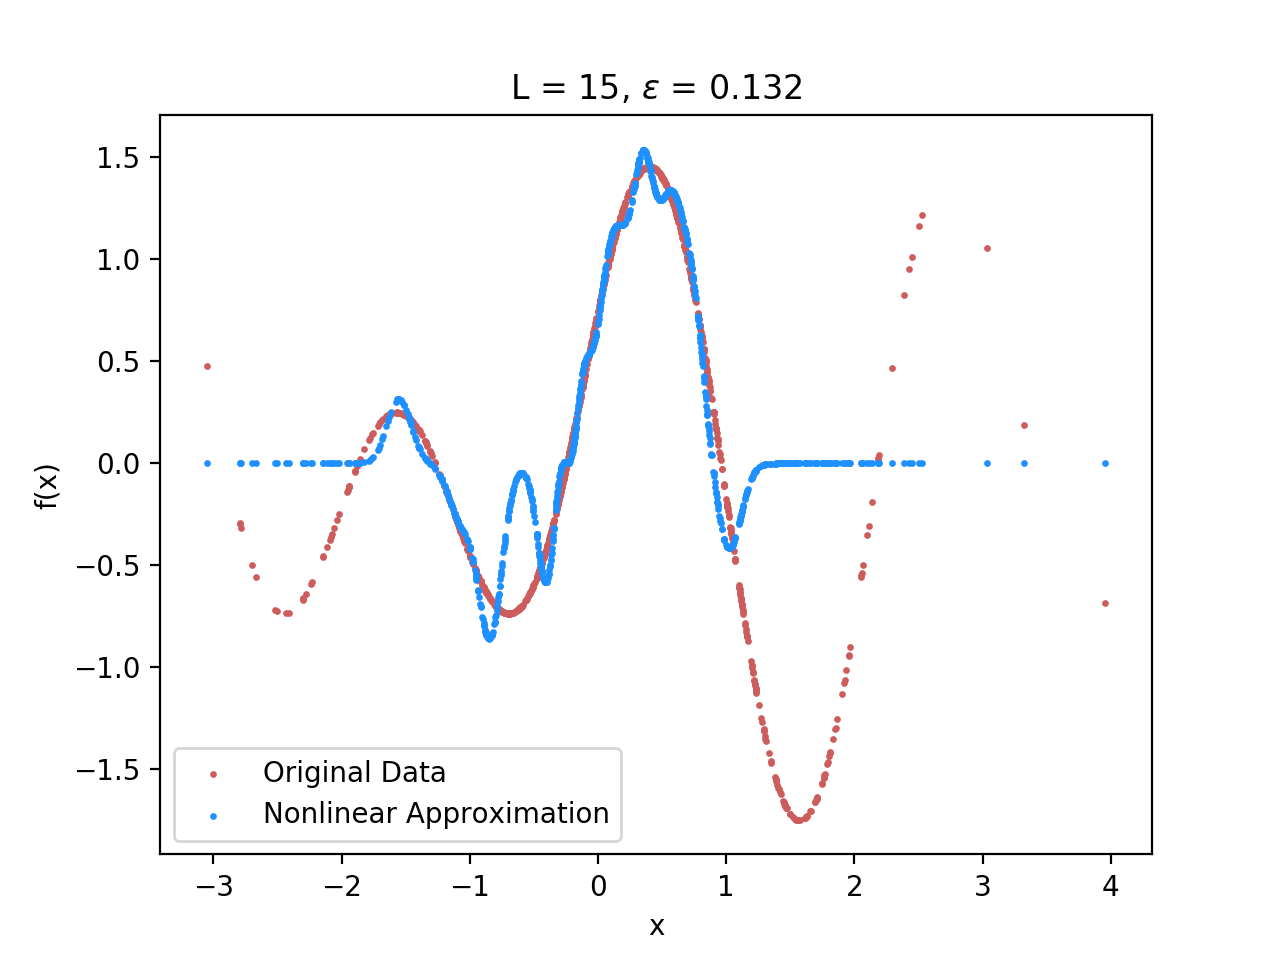 L = 15, ε = 0.132
1.5
1.0
0.5
0.0
−0.5
−1.0
−1.5
f(x)
Original Data
Nonlinear Approximation
−3 −2 −1 0 1 2 3 4
x